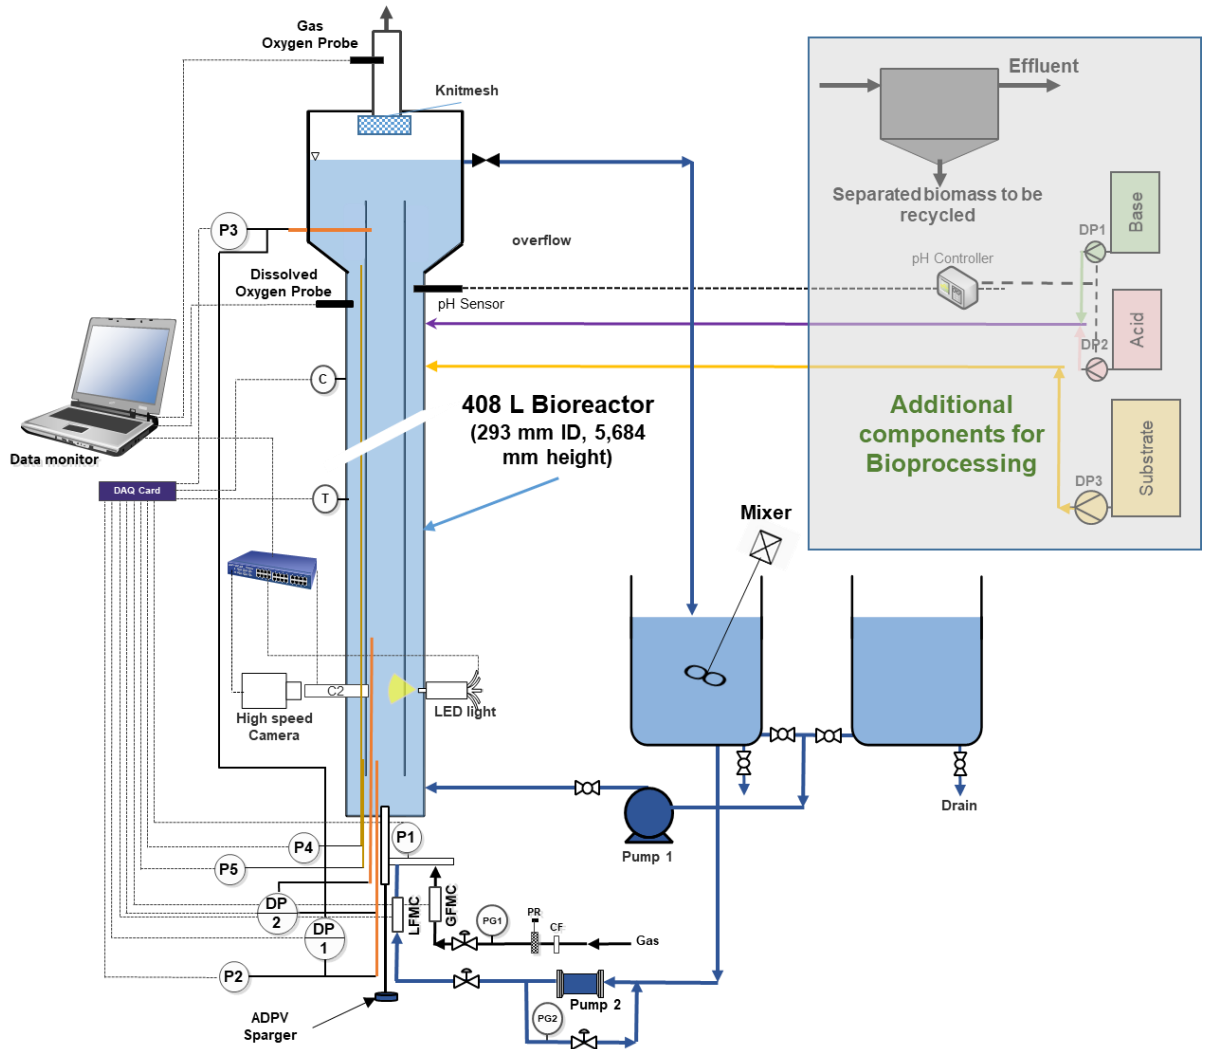 Gas
Oxygen Probe
Knitmesh
Effluent
Separated biomass to be
recycled
Base
DP1
pH Controller
P3
overflow
Dissolved
Oxygen Probe
pH Sensor
Acid
DP2
C
408 L Bioreactor
(293 mm ID, 5,684
mm height)
Additional
components for
Bioprocessing
Substrate
DP3
Data monitor
DAQ Card
T
Mixer
C2
High speed
Camera
LED light
Drain
P1
P4
P5
Pump 1
DP
2
LFMC
GFMC
PG1
PR
CF
Gas
DP
1
P2
Pump 2
PG2
ADPV
Sparger